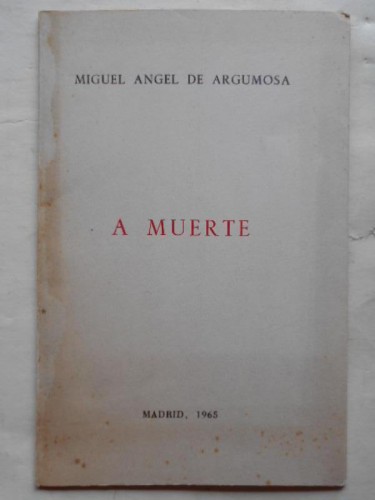 MIGUEL ANGEL DE ARGUMOSA
A MUERTE
MADRID, 1965